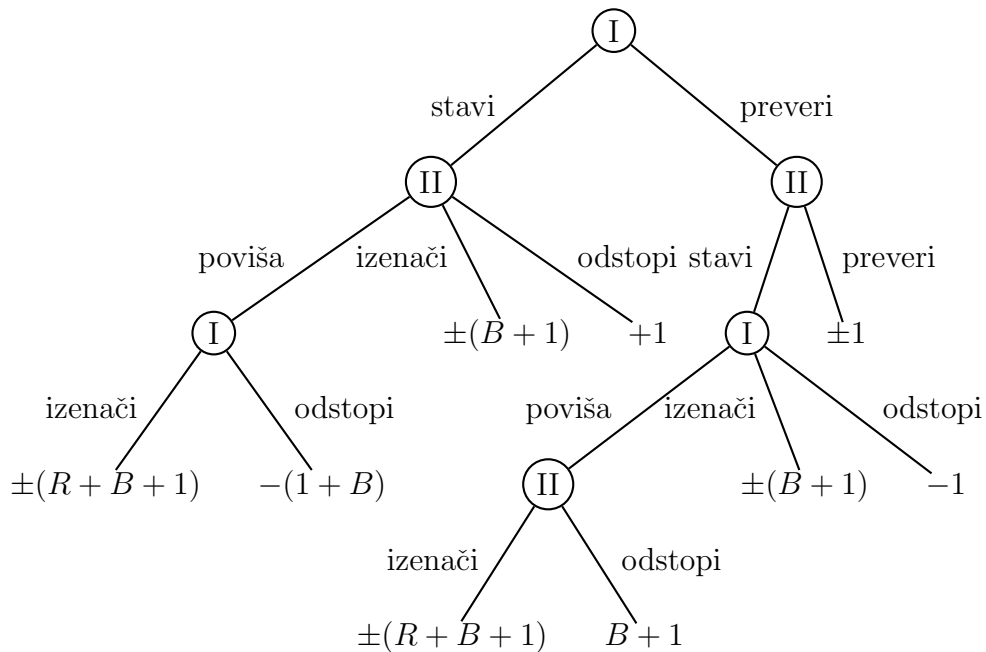 I
stavi preveri
II II
poviša izenači odstopi stavi preveri
I ±(B + 1) +1 I ±1
izenači odstopi poviša izenači odstopi
±(R + B + 1) −(1 + B) II ±(B + 1) −1
izenači odstopi
±(R + B + 1) B + 1